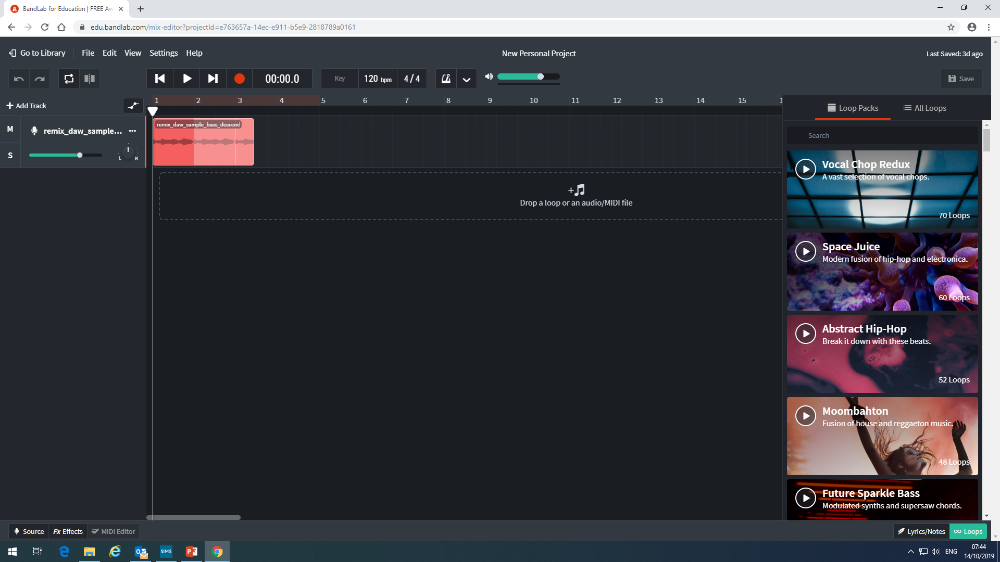 BandLab for Education | FREE Aw
edu.bandlab.com/mix-editor?projectId=e763657a-14ec-e911-b5e9-2818789a0161
Go to Library File Edit View Settings Help New Personal Project Last Saved: 3d ago
00:00.0 Key 120 bpm 4 / 4 Save
+ Add Track 1 2 3 4 5 6 7 8 9 10 11 12 13 14 15 1 Loop Packs All Loops
M remix_daw_sample... ...
remix_daw_sample_bass_descend
S L R
Drop a loop or an audio/MIDI file
Search
Vocal Chop Redux
A vast selection of vocal chops.
70 Loops
Space Juice
Modern fusion of hip-hop and electronica.
60 Loops
Abstract Hip-Hop
Break it down with these beats.
52 Loops
Moombahton
Fusion of house and reggaeton music.
48 Loops
Future Sparkle Bass
Modulated synths and supersaw chords.
Source Fx Effects MIDI Editor Lyrics/Notes Loops
SIMS ENG 07:44
14/10/2019